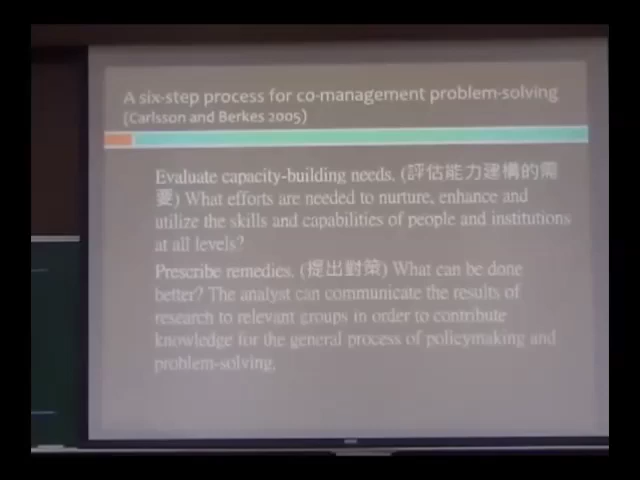 A six-step process for co-management problem-solving
(Carlsson and Berkes 2005)
Evaluate capacity-building needs. (評估能力建構的需
要) What efforts are needed to nurture, enhance and
utilize the skills and capabilities of people and institutions
at all levels?
Prescribe remedies. (提出對策) What can be done
better? The analyst can communicate the results of
research to relevant groups in order to contribute
knowledge for the general process of policymaking and
problem-solving.